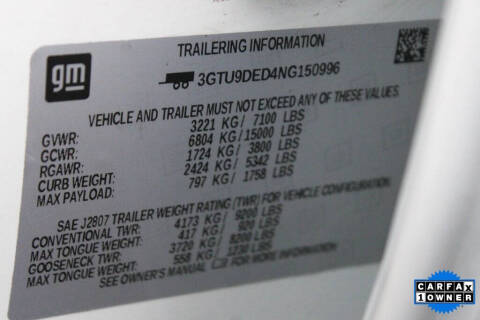 gm
TRAILERING INFORMATION
3GTU9DED4NG150996
VEHICLE AND TRAILER MUST NOT EXCEED ANY OF THESE VALUES.
GVWR: 3221 KG / 7100 LBS
GCWR: 6804 KG / 15000 LBS
RGAWR: 1724 KG / 3800 LBS
CURB WEIGHT: 2424 KG / 5342 LBS
MAX PAYLOAD: 797 KG / 1758 LBS
SAE J2807 TRAILER WEIGHT RATING (TWR) FOR VEHICLE CONFIGURATION.
CONVENTIONAL TWR: 4173 KG / 9200 LBS
MAX TONGUE WEIGHT: 417 KG / 920 LBS
GOOSENECK TWR: 3720 KG / 8200 LBS
MAX TONGUE WEIGHT: 558 KG / 1230 LBS
SEE OWNER'S MANUAL FOR MORE INFORMATION
CARFAX
1 OWNER